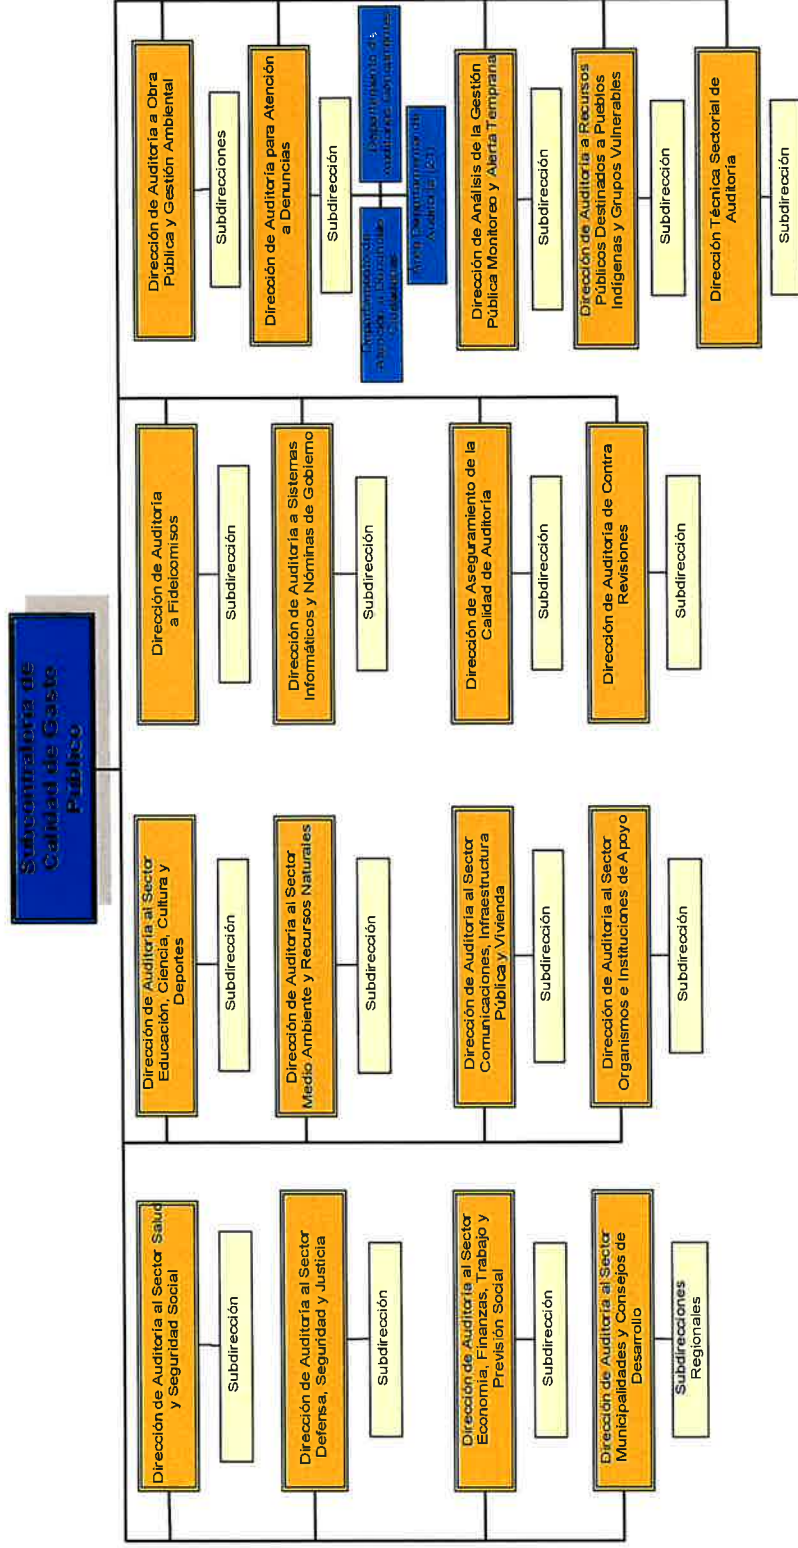 Subcontraloría de
Calidad de Gasto
Público
Dirección de Auditoría al Sector Salud
y Seguridad Social
Subdirección
Dirección de Auditoría al Sector
Defensa, Seguridad y Justicia
Subdirección
Dirección de Auditoría al Sector
Economía, Finanzas, Trabajo y
Previsión Social
Subdirección
Dirección de Auditoría al Sector
Municipalidades y Consejos de
Desarrollo
Subdirecciones
Regionales
Dirección de Auditoría al Sector
Educación, Ciencia, Cultura y
Deportes
Subdirección
Dirección de Auditoría al Sector
Medio Ambiente y Recursos Naturales
Subdirección
Dirección de Auditoría al Sector
Comunicaciones, Infraestructura
Pública y Vivienda
Subdirección
Dirección de Auditoría al Sector
Organismos e Instituciones de Apoyo
Subdirección
Dirección de Auditoría
a Fideicomisos
Subdirección
Dirección de Auditoría a Sistemas
Informáticos y Nóminas de Gobierno
Subdirección
Dirección de Aseguramiento de la
Calidad de Auditoría
Subdirección
Dirección de Auditoría de Contra
Revisiones
Subdirección
Dirección de Auditoría a Obra
Pública y Gestión Ambiental
Subdirecciones
Dirección de Auditoría para Atención
a Denuncias
Subdirección
Departamento de
Atención a Denuncias
Departamento de
Auditoría (21)
Dirección de Análisis de la Gestión
Pública Monitoreo y Alerta Temprana
Subdirección
Dirección de Auditoría a Recursos
Públicos Destinados a Pueblos
Indígenas y Grupos Vulnerables
Subdirección
Dirección Técnica Sectorial de
Auditoría
Subdirección